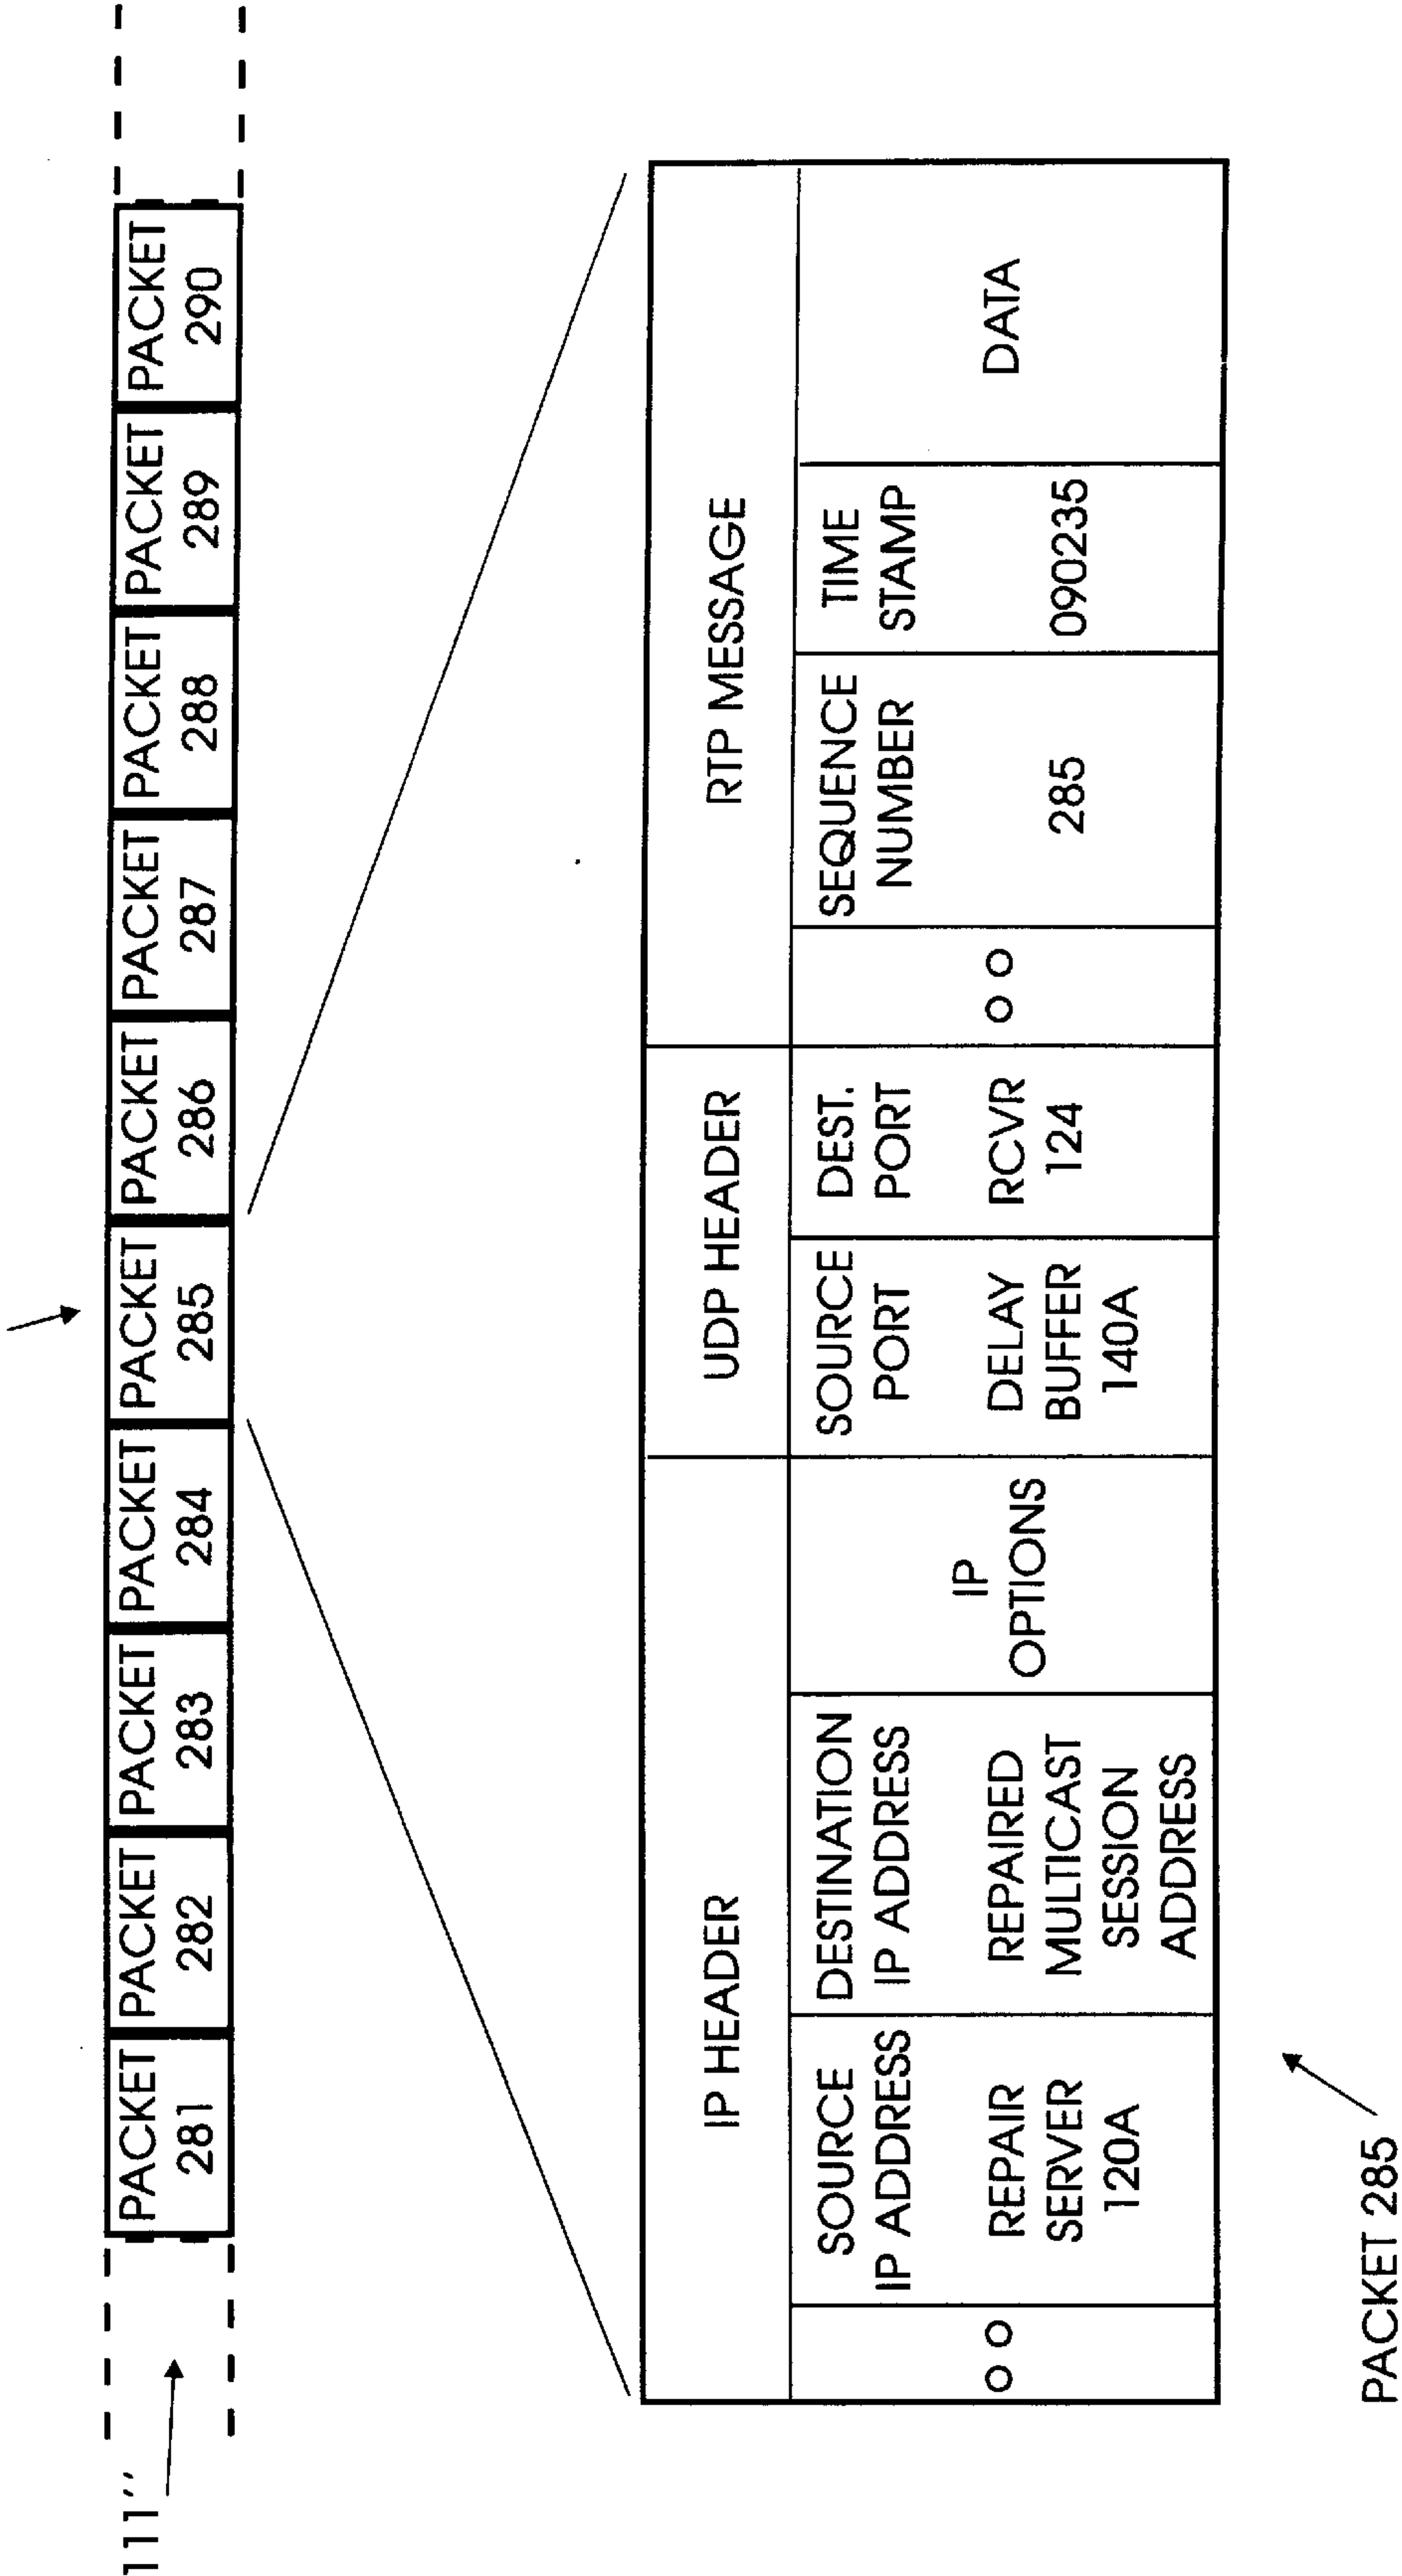 111''
PACKET 281
PACKET 282
PACKET 283
PACKET 284
PACKET 285
PACKET 286
PACKET 287
PACKET 288
PACKET 289
PACKET 290
IP HEADER
UDP HEADER
RTP MESSAGE
o o
SOURCE
IP ADDRESS
REPAIR
SERVER
120A
DESTINATION
IP ADDRESS
REPAIRED
MULTICAST
SESSION
ADDRESS
IP
OPTIONS
SOURCE
PORT
DELAY
BUFFER
140A
DEST.
PORT
RCVR
124
o o
SEQUENCE
NUMBER
285
TIME
STAMP
090235
DATA
PACKET 285